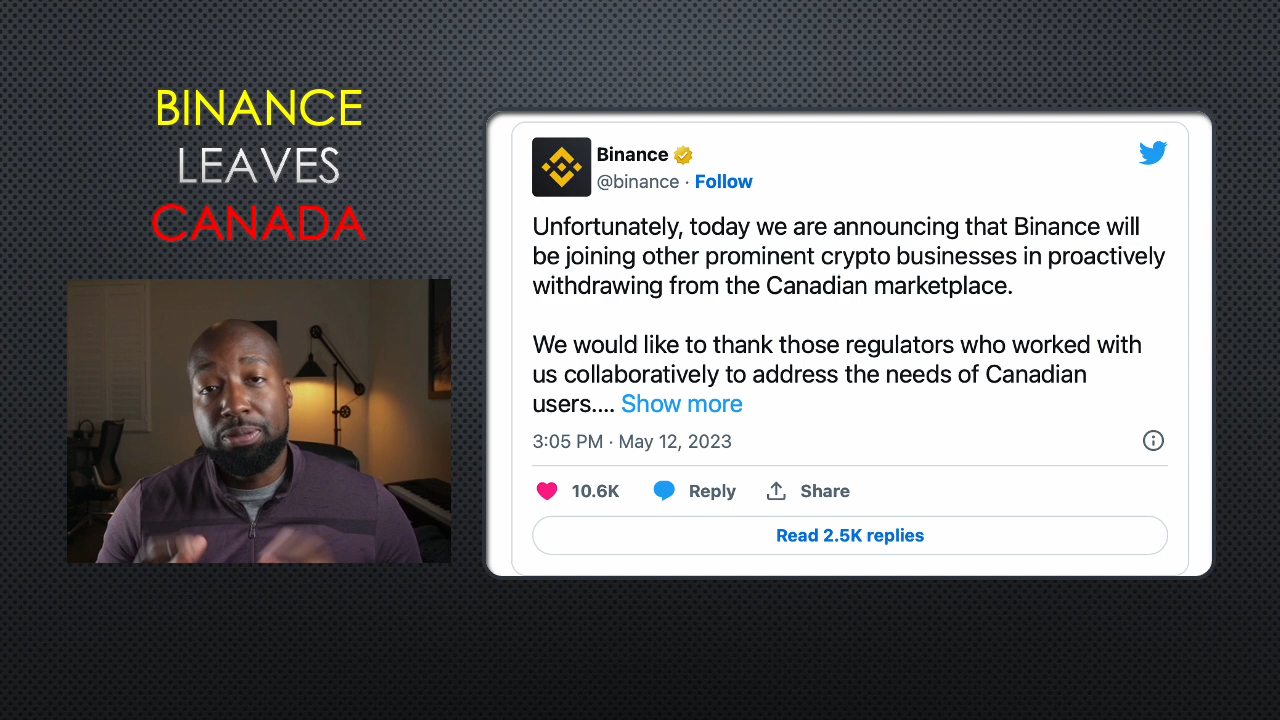 BINANCE
LEAVES
CANADA
Binance
@binance · Follow
Unfortunately, today we are announcing that Binance will
be joining other prominent crypto businesses in proactively
withdrawing from the Canadian marketplace.
We would like to thank those regulators who worked with
us collaboratively to address the needs of Canadian
users.... Show more
3:05 PM · May 12, 2023
10.6K Reply Share
Read 2.5K replies